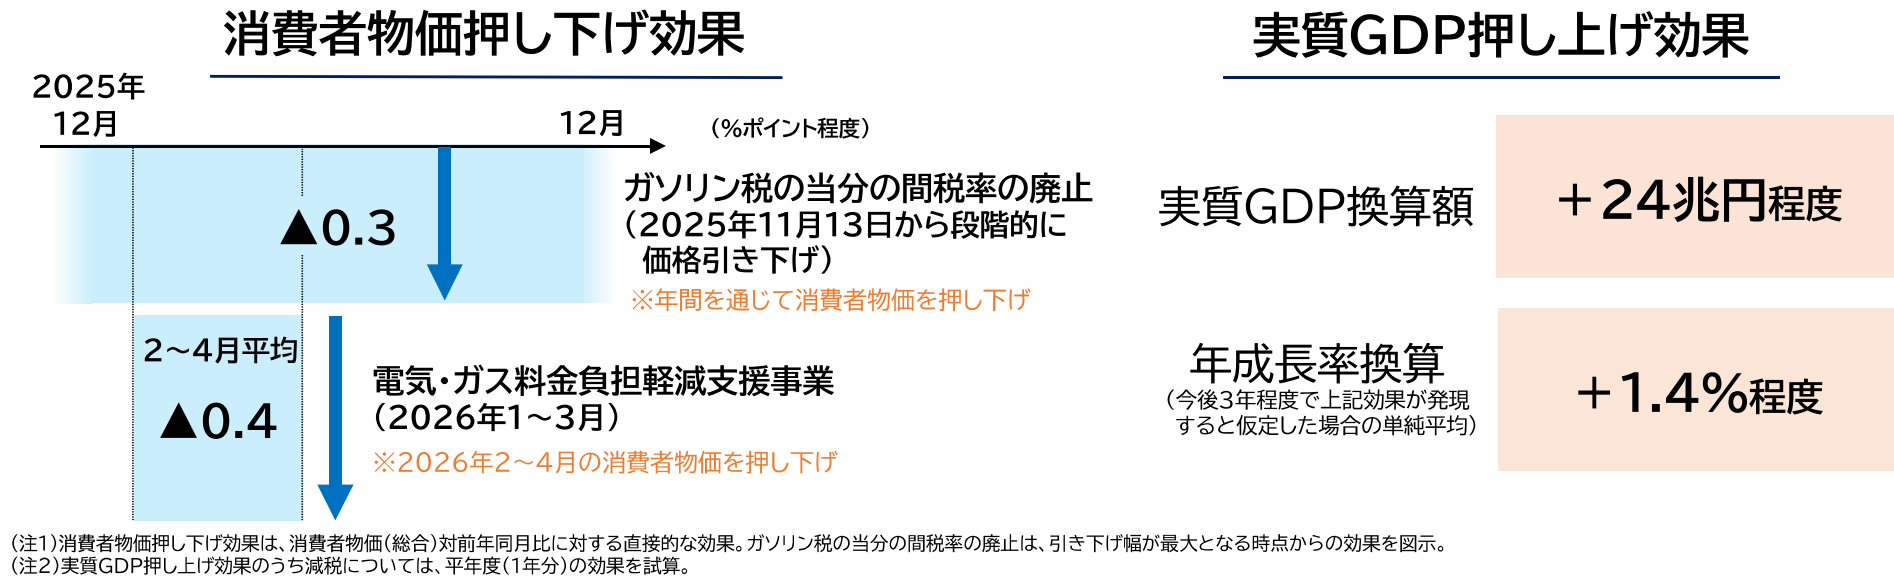 消費者物価押し下げ効果
2025年
12月
12月
(%ポイント程度)
▲0.3
ガソリン税の当分の間税率の廃止
(2025年11月13日から段階的に
価格引き下げ)
※年間を通じて消費者物価を押し下げ
2～4月平均
▲0.4
電気・ガス料金負担軽減支援事業
(2026年1～3月)
※2026年2～4月の消費者物価を押し下げ
実質GDP押し上げ効果
実質GDP換算額
＋24兆円程度
年成長率換算
(今後3年程度で上記効果が発現
すると仮定した場合の単純平均)
＋1.4%程度
(注1)消費者物価押し下げ効果は、消費者物価(総合)対前年同月比に対する直接的な効果。ガソリン税の当分の間税率の廃止は、引き下げ幅が最大となる時点からの効果を図示。
(注2)実質GDP押し上げ効果のうち減税については、平年度(1年分)の効果を試算。